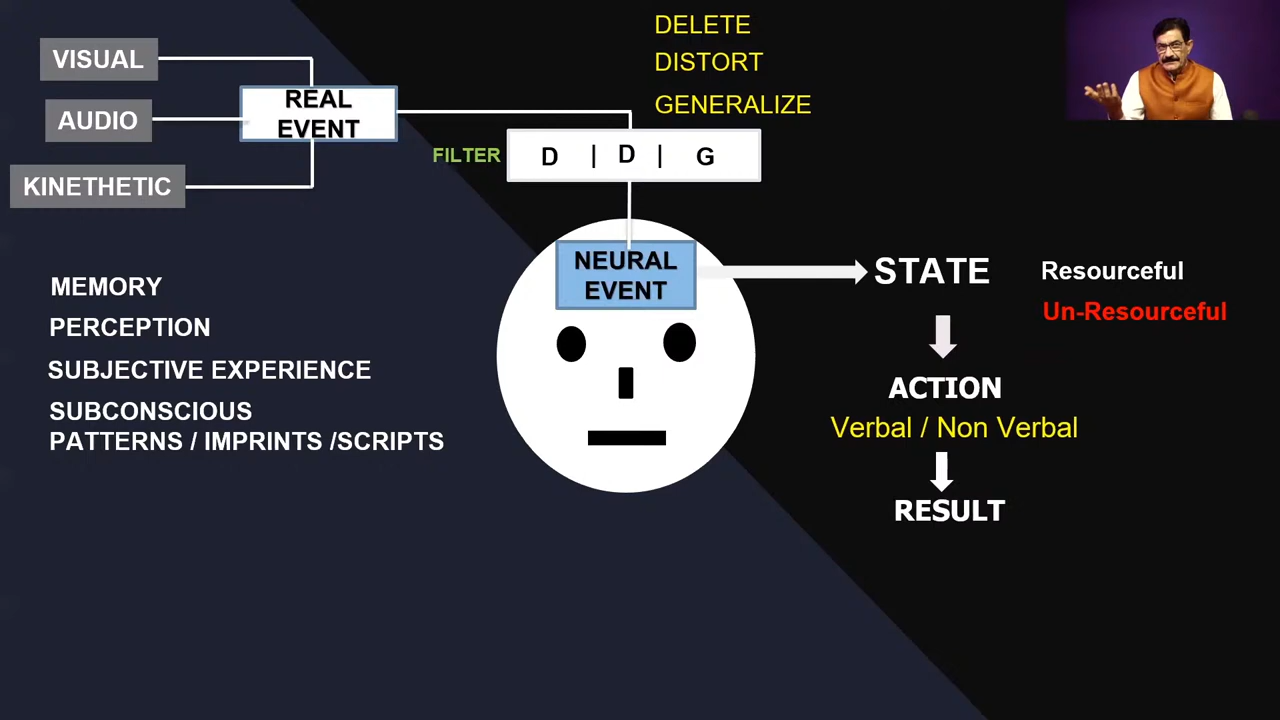 VISUAL
AUDIO
KINETHETIC
REAL
EVENT
DELETE
DISTORT
GENERALIZE
FILTER
D | D | G
NEURAL
EVENT
MEMORY
PERCEPTION
SUBJECTIVE EXPERIENCE
SUBCONSCIOUS
PATTERNS / IMPRINTS /SCRIPTS
STATE
Resourceful
Un-Resourceful
ACTION
Verbal / Non Verbal
RESULT